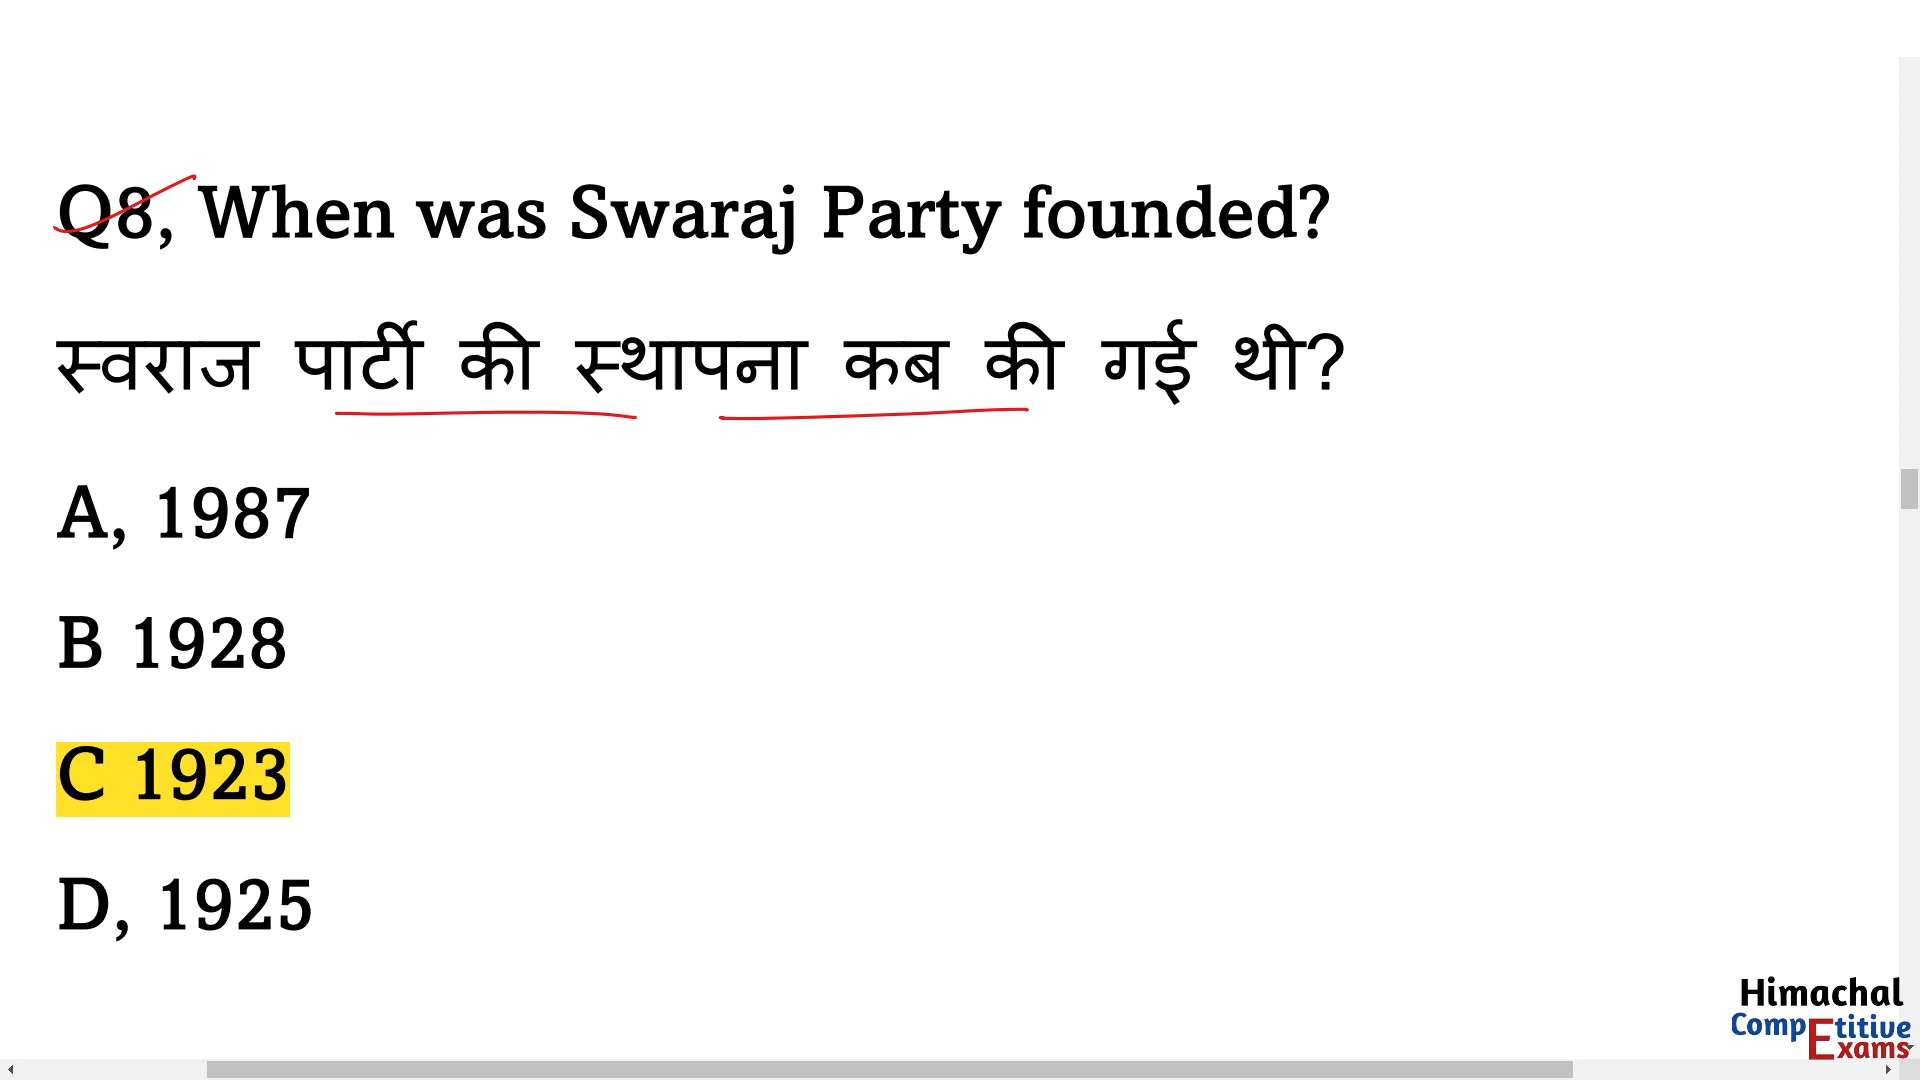 Q8, When was Swaraj Party founded?
स्वराज पार्टी की स्थापना कब की गई थी?
A, 1987
B 1928
C 1923
D, 1925
Himachal
CompEtitive
Exams